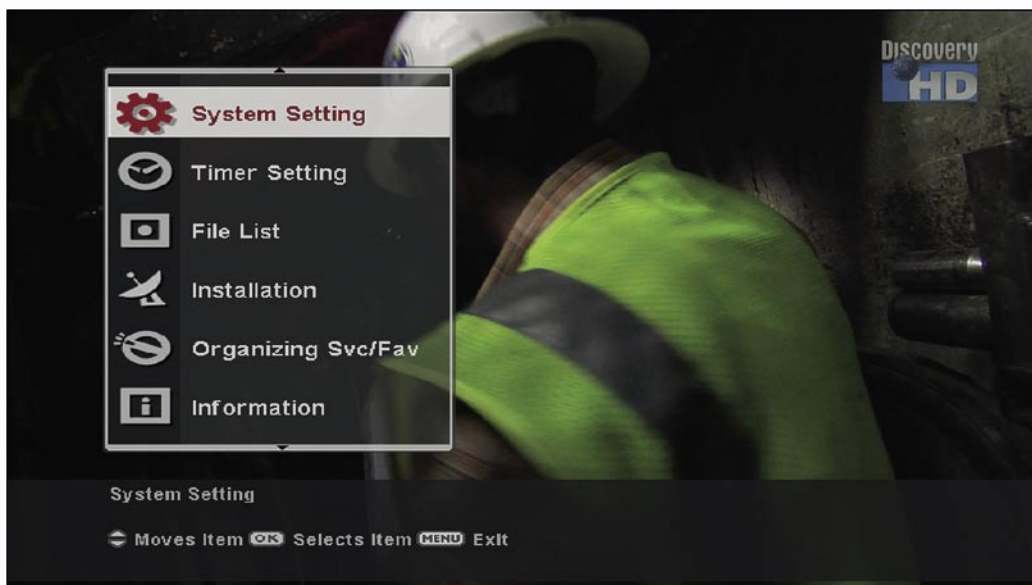 Discovery
HD
System Setting
Timer Setting
File List
Installation
Organizing Svc/Fav
Information
System Setting
Moves Item OK Selects Item MENU Exit